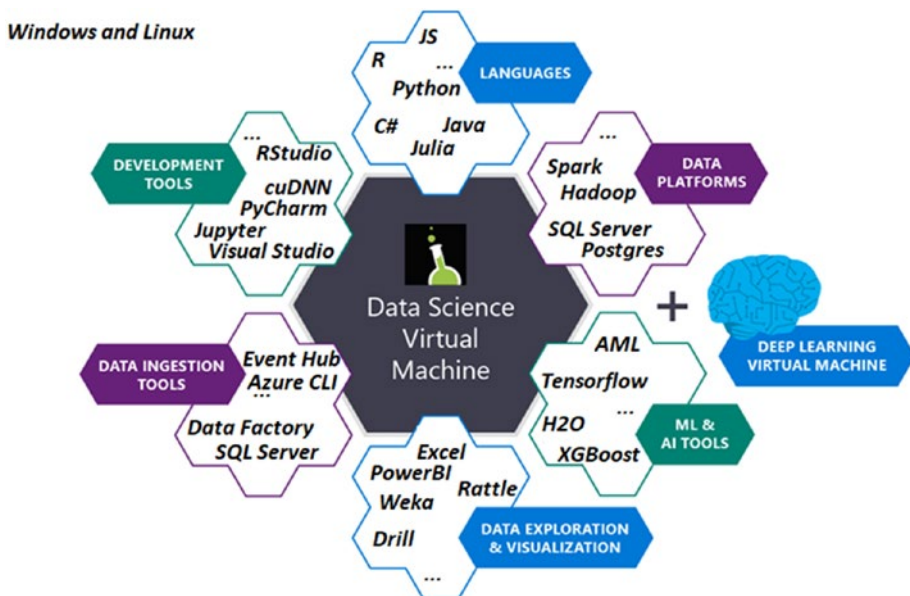 Windows and Linux
JS
R
...
Python
C#
Java
Julia
LANGUAGES
...
RStudio
cuDNN
PyCharm
Jupyter
Visual Studio
DEVELOPMENT
TOOLS
...
Spark
Hadoop
SQL Server
Postgres
DATA
PLATFORMS
Data Science
Virtual
Machine
+
DEEP LEARNING
VIRTUAL MACHINE
Event Hub
Azure CLI
...
Data Factory
SQL Server
DATA INGESTION
TOOLS
AML
Tensorflow
...
H2O
XGBoost
ML &
AI TOOLS
Excel
PowerBI
Rattle
Weka
Drill
...
DATA EXPLORATION
& VISUALIZATION